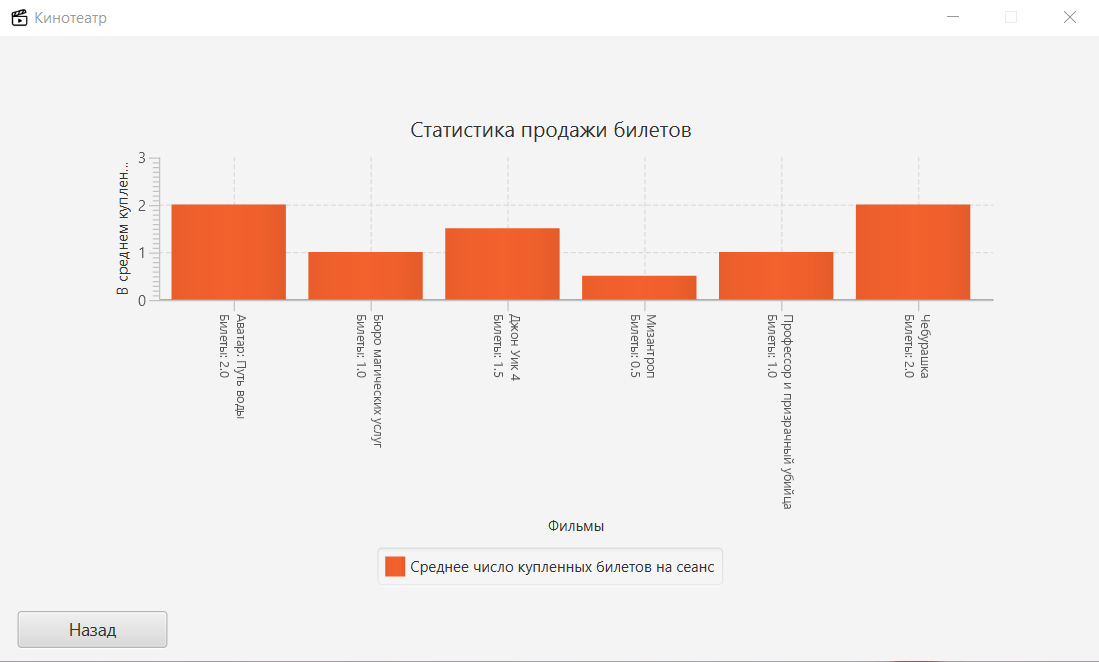 Кинотеатр
Статистика продажи билетов
В среднем куплен...
3
2
1
0
Аватар: Путь воды
Билеты: 2.0
Бюро магических услуг
Билеты: 1.0
Джон Уик 4
Билеты: 1.5
Мизантроп
Билеты: 0.5
Профессор и призрачный убийца
Билеты: 1.0
Чебурашка
Билеты: 2.0
Фильмы
Среднее число купленных билетов на сеанс
Назад